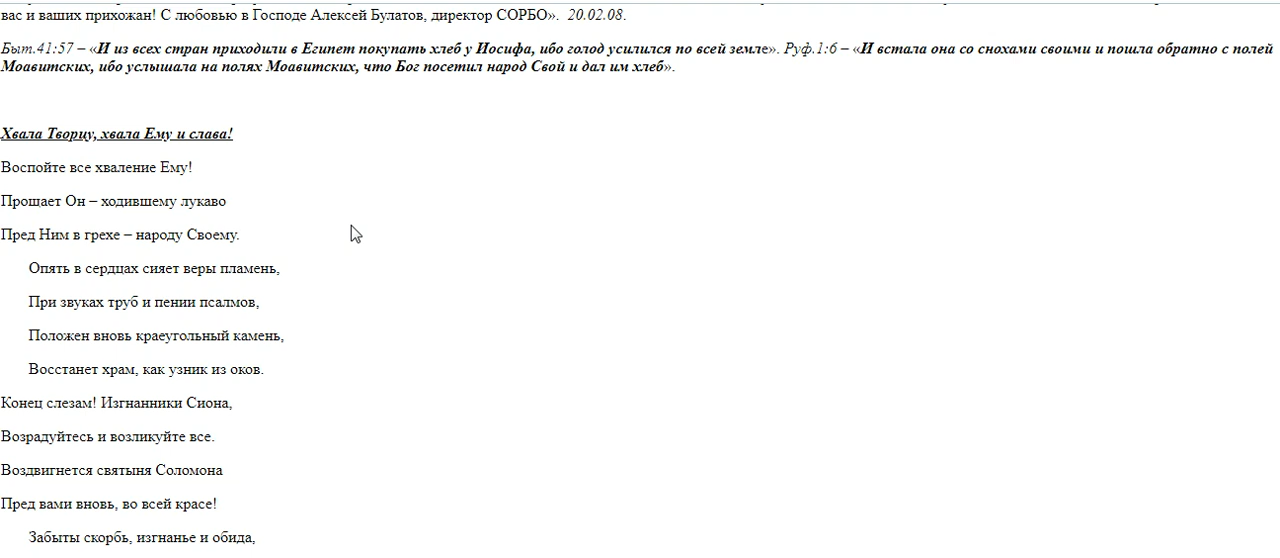 вас и ваших прихожан! С любовью в Господе Алексей Булатов, директор СОРБО».  20.02.08.
Быт.41:57 – «И из всех стран приходили в Египет покупать хлеб у Иосифа, ибо голод усилился по всей земле». Руф.1:6 – «И встала она со снохами своими и пошла обратно с полей
Моавитских, ибо услышала на полях Моавитских, что Бог посетил народ Свой и дал им хлеб».
Хвала Творцу, хвала Ему и слава!
Воспойте все хваление Ему!
Прощает Он – ходившему лукаво
Пред Ним в грехе – народу Своему.
Опять в сердцах сияет веры пламень,
При звуках труб и пении псалмов,
Положен вновь краеугольный камень,
Восстанет храм, как узник из оков.
Конец слезам! Изгнанники Сиона,
Возрадуйтесь и возликуйте все.
Воздвигнется святыня Соломона
Пред вами вновь, во всей красе!
Забыты скорбь, изгнанье и обида,